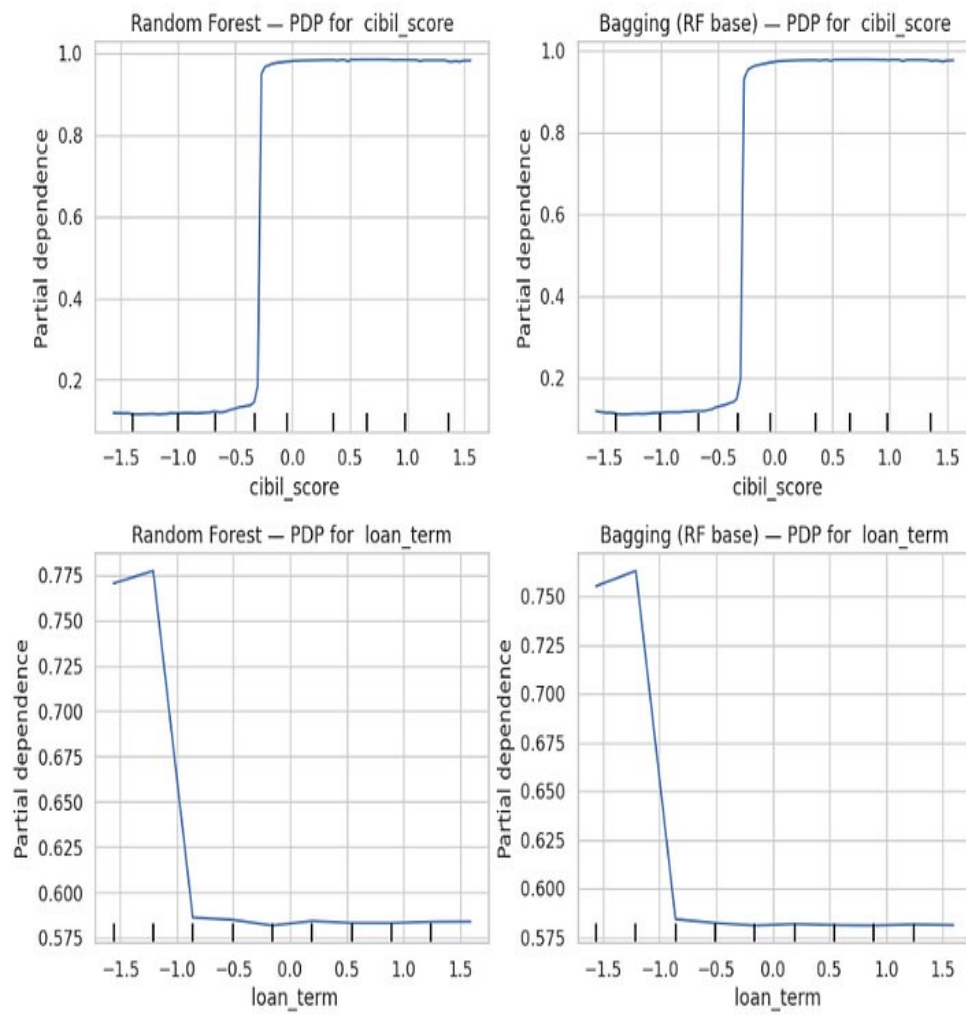 Random Forest — PDP for cibil_score
1.0
0.8
0.6
0.4
0.2
Partial dependence
−1.5 −1.0 −0.5 0.0 0.5 1.0 1.5
cibil_score
Bagging (RF base) — PDP for cibil_score
1.0
0.8
0.6
0.4
0.2
Partial dependence
−1.5 −1.0 −0.5 0.0 0.5 1.0 1.5
cibil_score
Random Forest — PDP for loan_term
0.775
0.750
0.725
0.700
0.675
0.650
0.625
0.600
0.575
Partial dependence
−1.5 −1.0 −0.5 0.0 0.5 1.0 1.5
loan_term
Bagging (RF base) — PDP for loan_term
0.750
0.725
0.700
0.675
0.650
0.625
0.600
0.575
Partial dependence
−1.5 −1.0 −0.5 0.0 0.5 1.0 1.5
loan_term